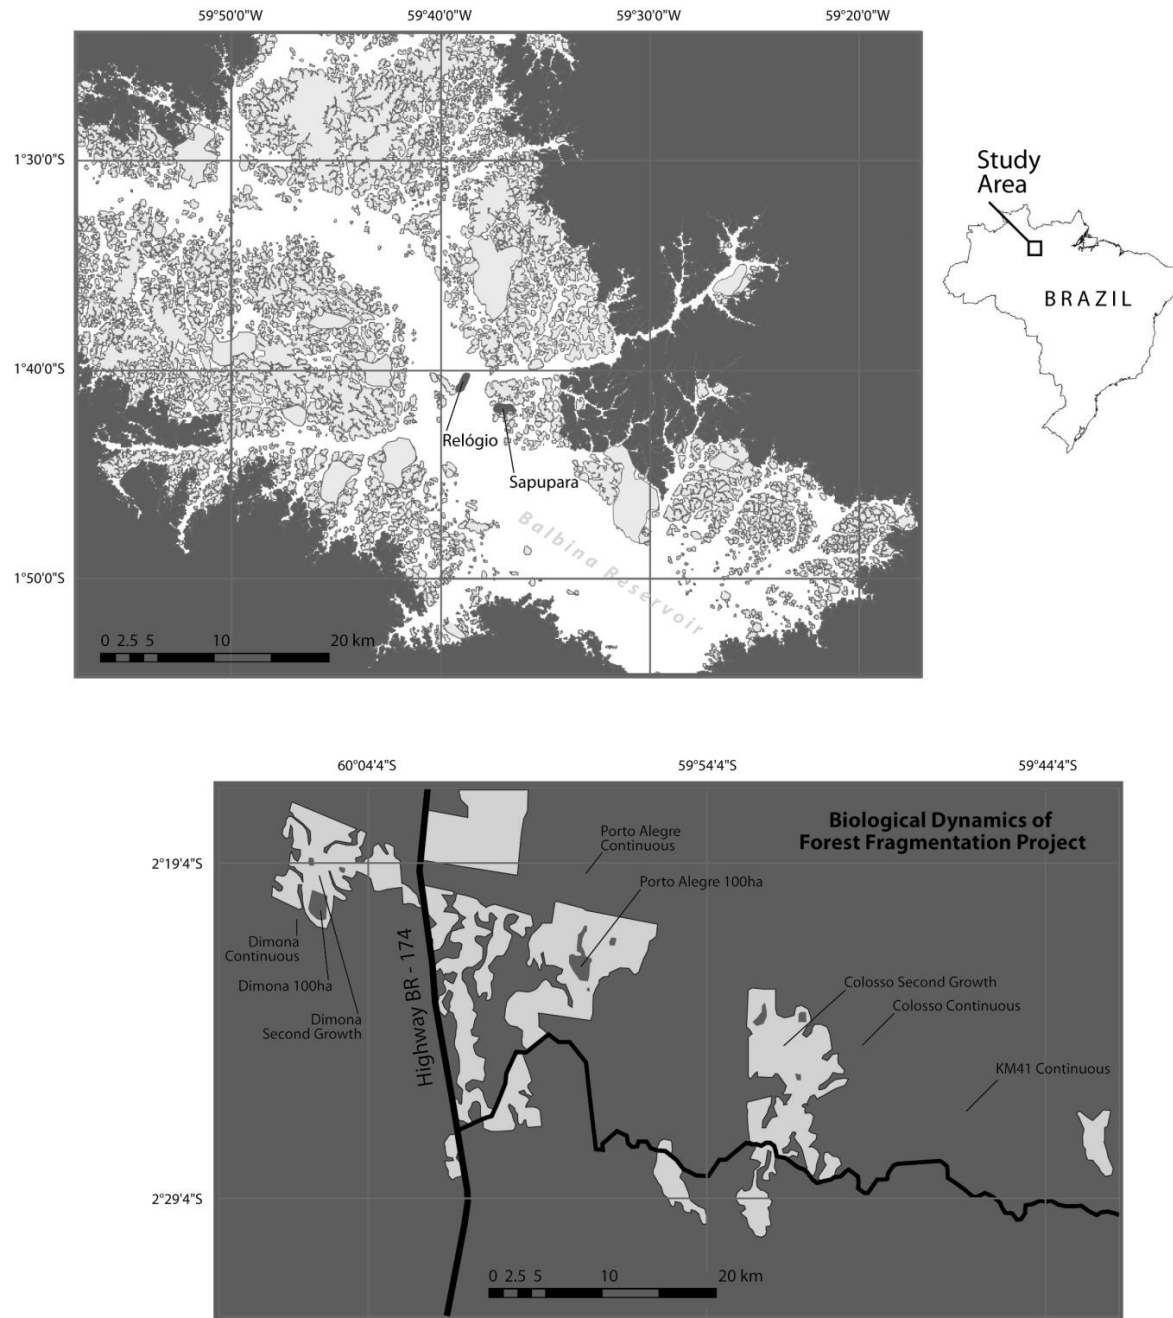 59°50'0"W
59°40'0"W
59°30'0"W
59°20'0"W
1°30'0"S
1°40'0"S
1°50'0"S
Relógio
Sapupara
Balbina Reservoir
0 2.5 5 10 20 km
Study
Area
BRAZIL
60°04'4"S
59°54'4"S
59°44'4"S
2°19'4"S
2°29'4"S
Biological Dynamics of
Forest Fragmentation Project
Porto Alegre
Continuous
Porto Alegre 100ha
Dimona
Continuous
Dimona 100ha
Dimona
Second Growth
Highway BR - 174
Colosso Second Growth
Colosso Continuous
KM41 Continuous
0 2.5 5 10 20 km